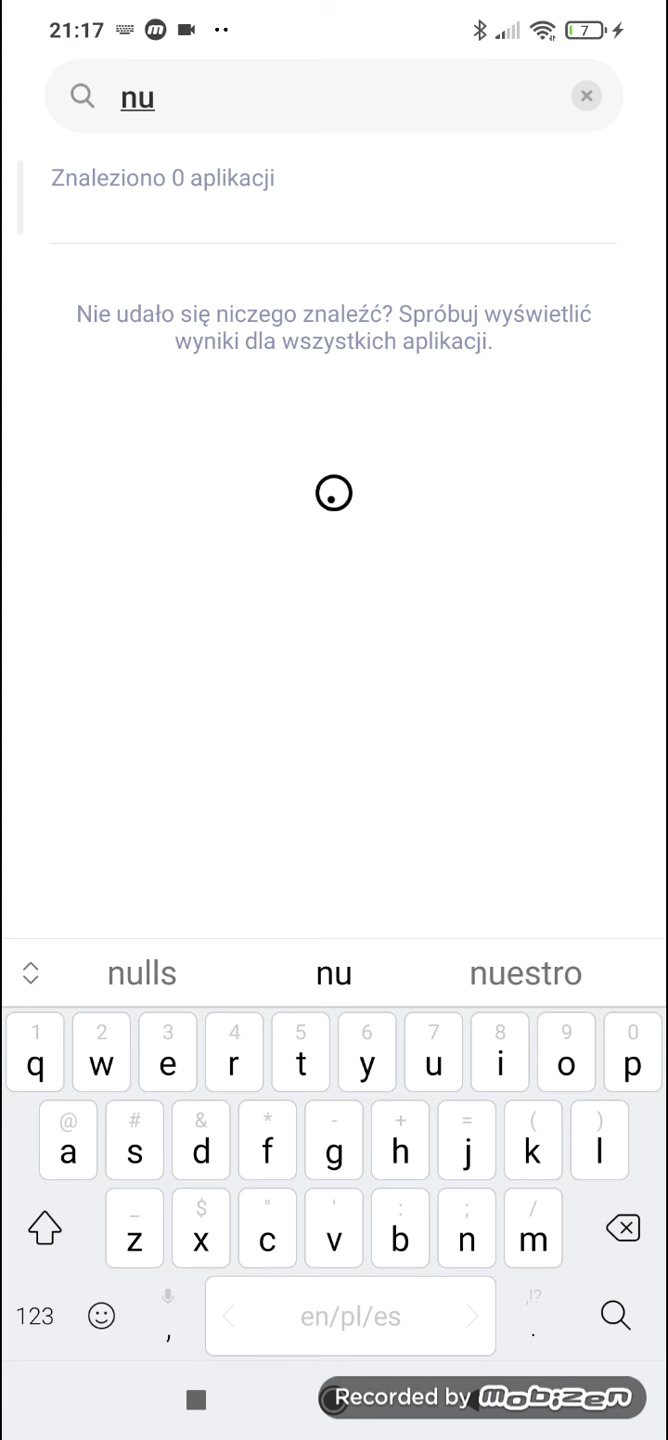 21:17 m 7
nu
Znaleziono 0 aplikacji
Nie udało się niczego znaleźć? Spróbuj wyświetlić
wyniki dla wszystkich aplikacji.
nulls nu nuestro
1 2 3 4 5 6 7 8 9 0
q w e r t y u i o p
@ # & * - + = ( )
a s d f g h j k l
_ $ " ' : ; /
z x c v b n m
123 , en/pl/es ,!? .
Recorded by mobizen